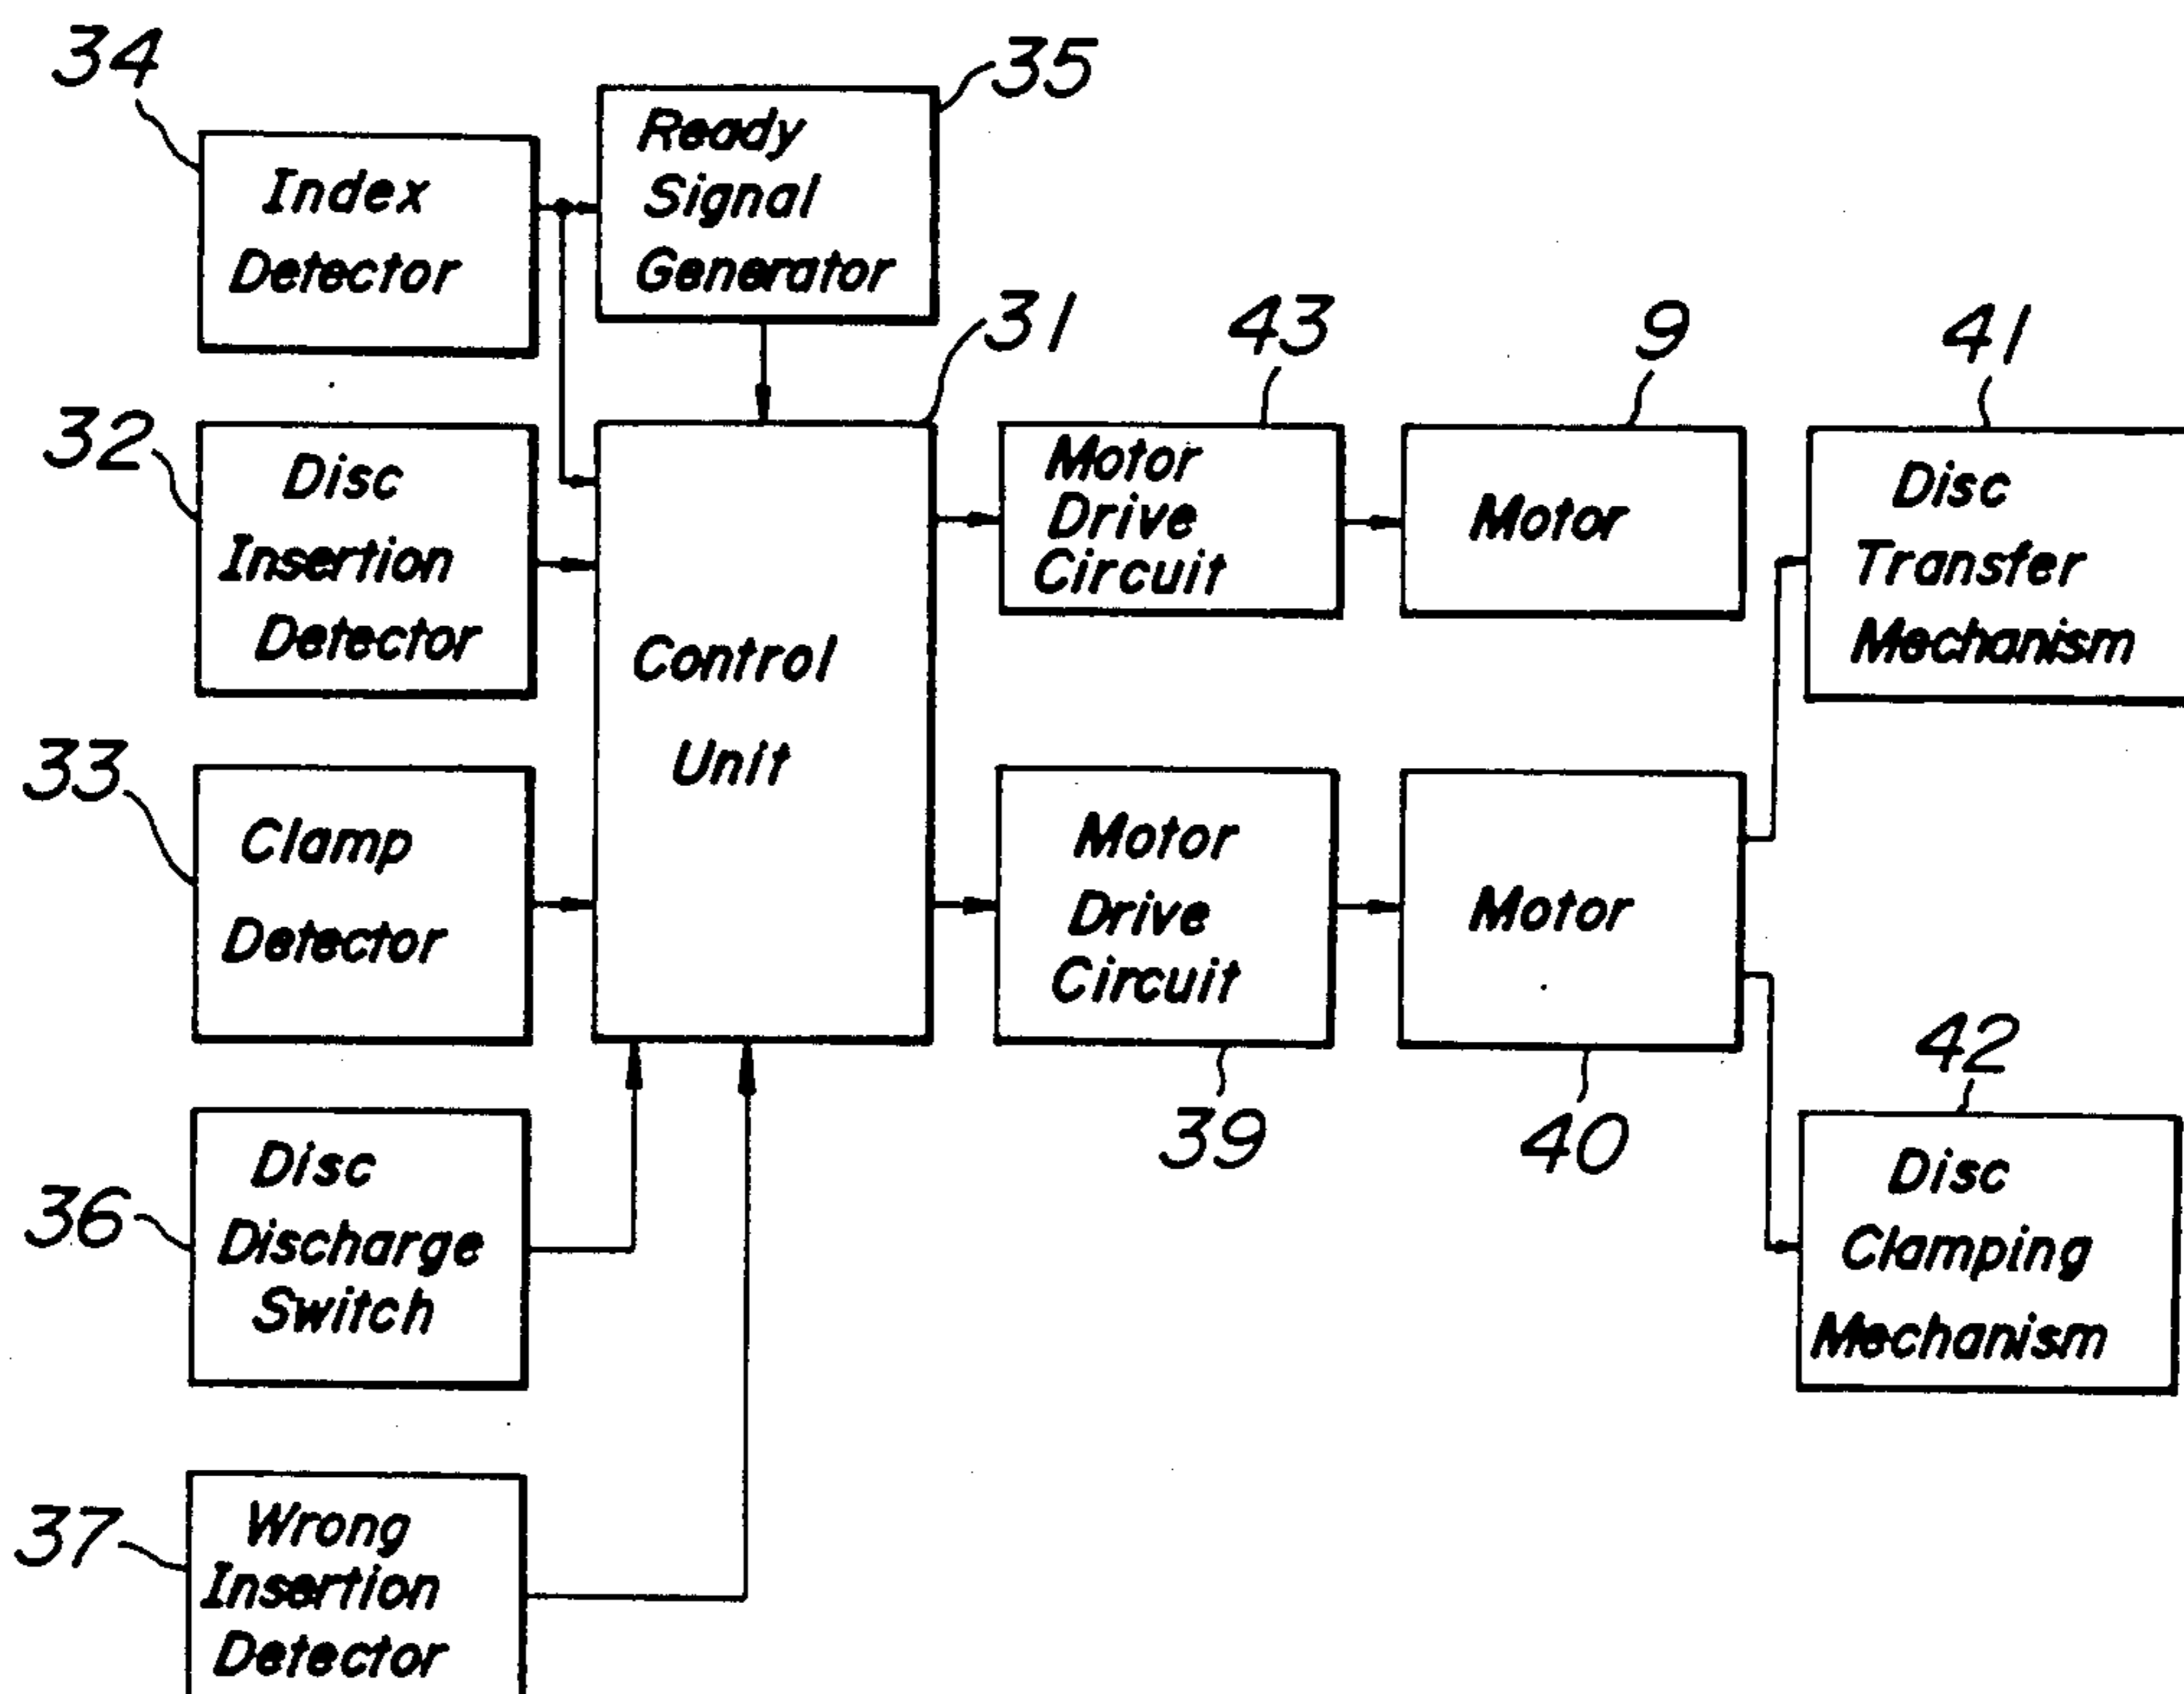 34
Index
Detector
35
Ready
Signal
Generator
31
Control
Unit
32
Disc
Insertion
Detector
33
Clamp
Detector
36
Disc
Discharge
Switch
37
Wrong
Insertion
Detector
43
Motor
Drive
Circuit
9
Motor
41
Disc
Transfer
Mechanism
Motor
Drive
Circuit
39
Motor
40
42
Disc
Clamping
Mechanism